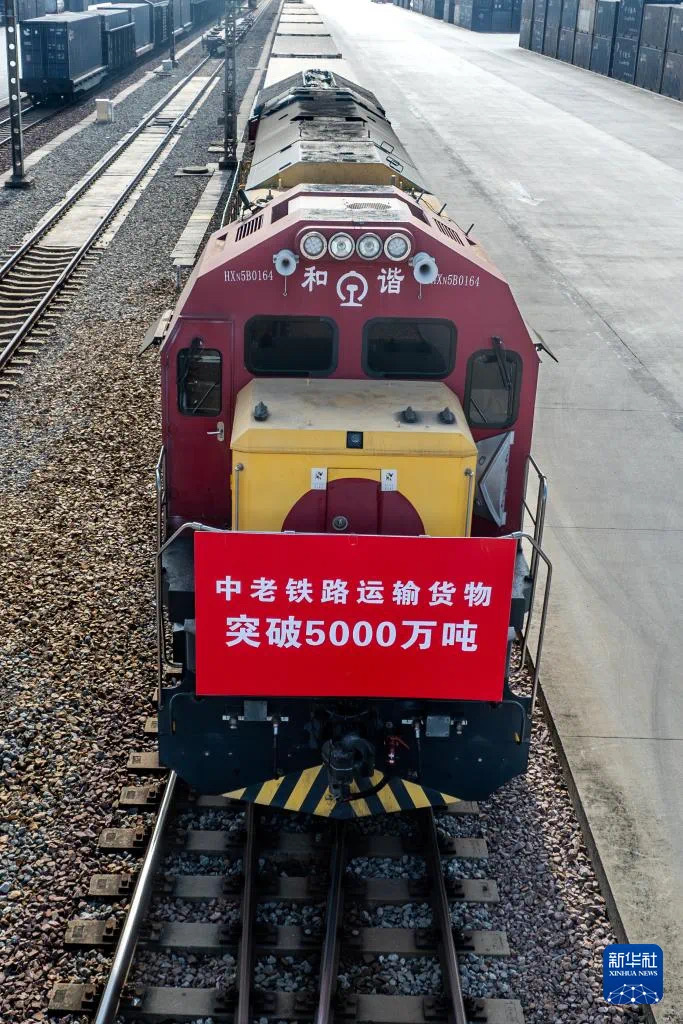 和谐
HXN5B0164
HXN5B0164
中老铁路运输货物
突破5000万吨
新华社
XINHUA NEWS